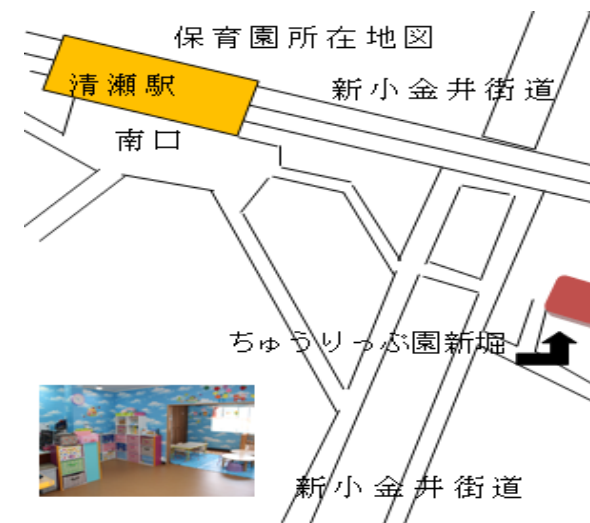 保育園所在地図
清瀬駅
新小金井街道
南口
ちゅうりっぷ園新堀
新小金井街道